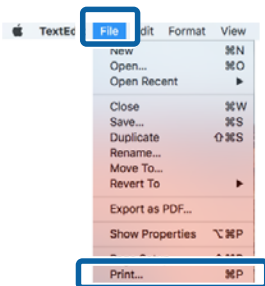 TextEd File dit Format View
New ⌘N
Open... ⌘O
Open Recent ▶
Close ⌘W
Save... ⌘S
Duplicate ⇧⌘S
Rename...
Move To...
Revert To ▶
Export as PDF...
Show Properties ⌥⌘P
Print... ⌘P